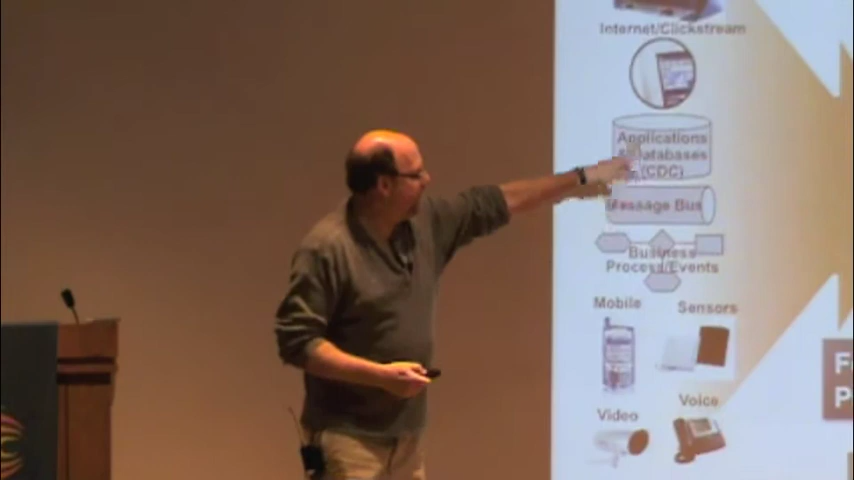 Internet/Clickstream
Applications
& Databases
(CDC)
Message Bus
Business
Process/Events
Mobile
Sensors
Voice
Video
F
P